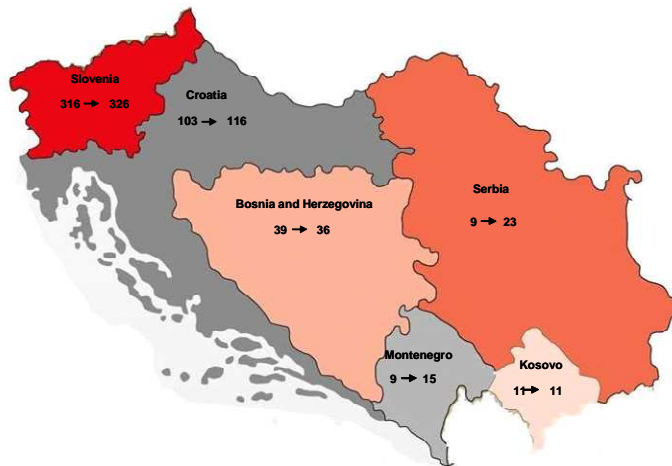 Slovenia
316 → 326
Croatia
103 → 116
Bosnia and Herzegovina
39 → 36
Serbia
9 → 23
Montenegro
9 → 15
Kosovo
11 → 11